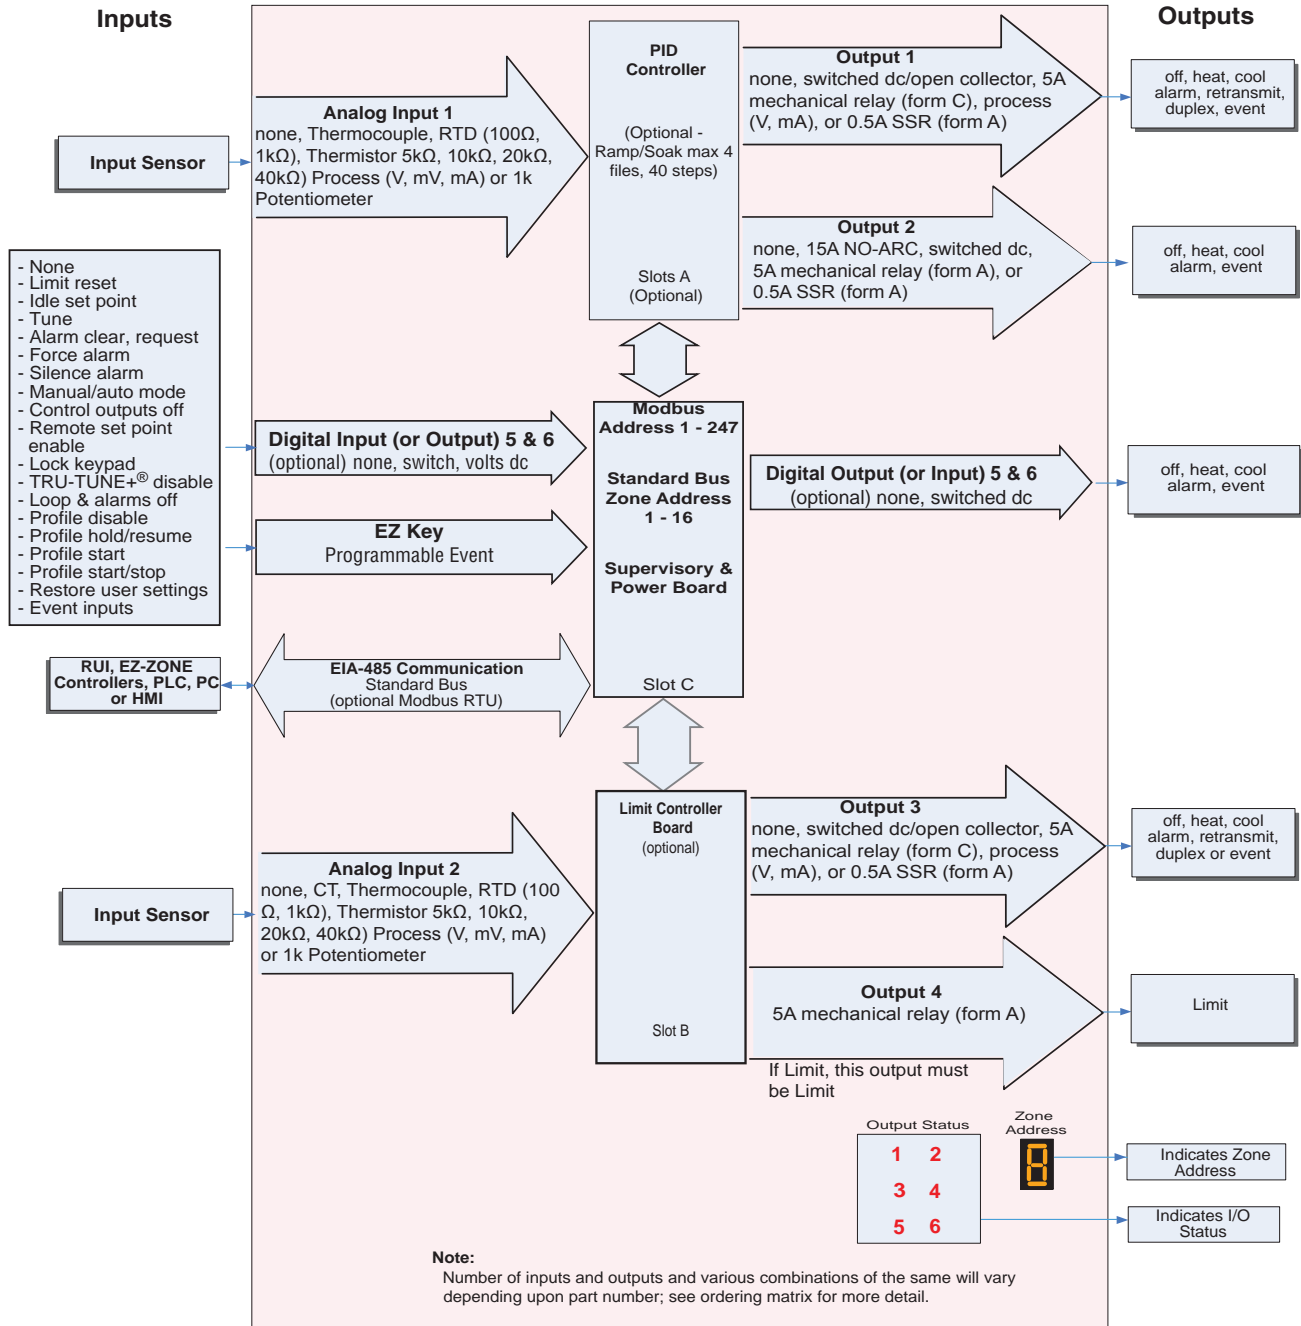 Inputs
Outputs
Input Sensor
Analog Input 1
none, Thermocouple, RTD (100Ω,
1kΩ), Thermistor 5kΩ, 10kΩ, 20kΩ,
40kΩ) Process (V, mV, mA) or 1k
Potentiometer
PID
Controller
(Optional -
Ramp/Soak max 4
files, 40 steps)
Slots A
(Optional)
Output 1
none, switched dc/open collector, 5A
mechanical relay (form C), process
(V, mA), or 0.5A SSR (form A)
off, heat, cool
alarm, retransmit,
duplex, event
Output 2
none, 15A NO-ARC, switched dc,
5A mechanical relay (form A), or
0.5A SSR (form A)
off, heat, cool
alarm, event
- None
- Limit reset
- Idle set point
- Tune
- Alarm clear, request
- Force alarm
- Silence alarm
- Manual/auto mode
- Control outputs off
- Remote set point
enable
- Lock keypad
- TRU-TUNE+® disable
- Loop & alarms off
- Profile disable
- Profile hold/resume
- Profile start
- Profile start/stop
- Restore user settings
- Event inputs
Digital Input (or Output) 5 & 6
(optional) none, switch, volts dc
EZ Key
Programmable Event
Modbus
Address 1 - 247
Standard Bus
Zone Address
1 - 16
Supervisory &
Power Board
Slot C
Digital Output (or Input) 5 & 6
(optional) none, switched dc
off, heat, cool
alarm, event
RUI, EZ-ZONE
Controllers, PLC, PC
or HMI
EIA-485 Communication
Standard Bus
(optional Modbus RTU)
Input Sensor
Analog Input 2
none, CT, Thermocouple, RTD (100
Ω, 1kΩ), Thermistor 5kΩ, 10kΩ,
20kΩ, 40kΩ) Process (V, mV, mA)
or 1k Potentiometer
Limit Controller
Board
(optional)
Slot B
Output 3
none, switched dc/open collector, 5A
mechanical relay (form C), process
(V, mA), or 0.5A SSR (form A)
off, heat, cool
alarm, retransmit,
duplex or event
Output 4
5A mechanical relay (form A)
If Limit, this output must
be Limit
Limit
Output Status
1 2
3 4
5 6
Zone
Address
8
Indicates Zone
Address
Indicates I/O
Status
Note:
Number of inputs and outputs and various combinations of the same will vary
depending upon part number; see ordering matrix for more detail.